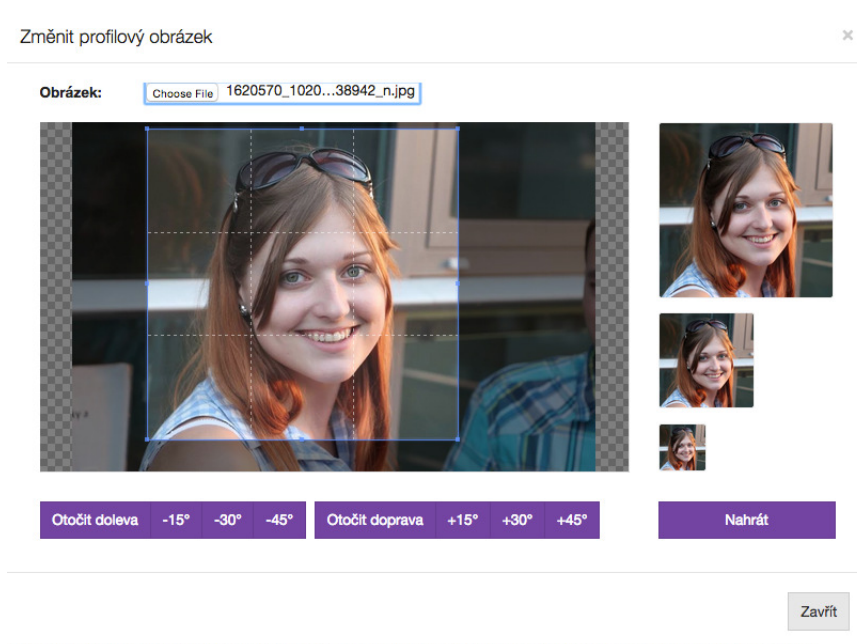 Změnit profilový obrázek ×
Obrázek: Choose File 1620570_1020...38942_n.jpg
Otočit doleva -15° -30° -45° Otočit doprava +15° +30° +45° Nahrát
Zavřít